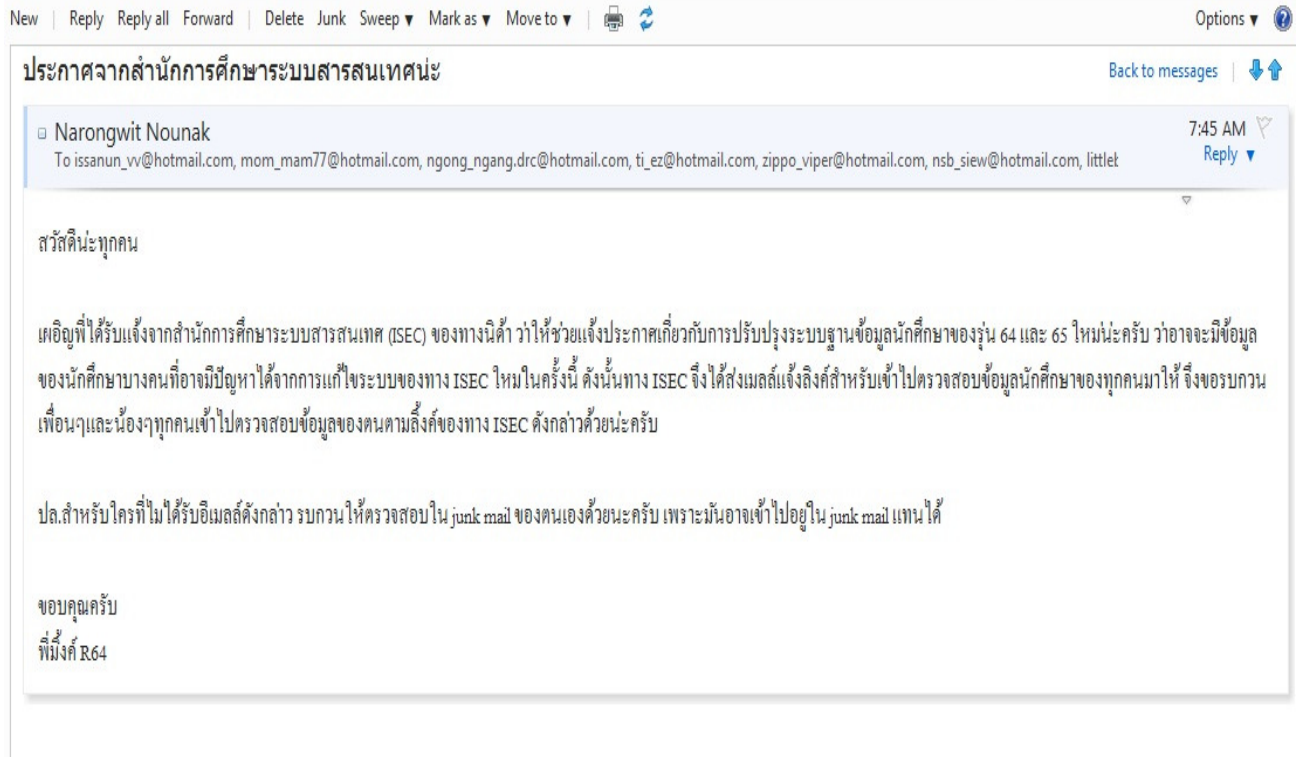 New | Reply Reply all Forward | Delete Junk Sweep ▾ Mark as ▾ Move to ▾ | Options ▾
ประกาศจากสำนักการศึกษาระบบสารสนเทศน่ะ Back to messages |
Narongwit Nounak 7:45 AM
To issanun_vv@hotmail.com, mom_mam77@hotmail.com, ngong_ngang.drc@hotmail.com, ti_ez@hotmail.com, zippo_viper@hotmail.com, nsb_siew@hotmail.com, littlet Reply ▾
สวัสดีน่ะทุกคน
เผอิญพี่ได้รับแจ้งจากสำนักการศึกษาระบบสารสนเทศ (ISEC) ของทางนิด้า ว่าให้ช่วยแจ้งประกาศเกี่ยวกับการปรับปรุงระบบฐานข้อมูลนักศึกษาของรุ่น 64 และ 65 ใหม่น่ะครับ ว่าอาจจะมีข้อมูล
ของนักศึกษาบางคนที่อาจมีปัญหาได้จากการแก้ไขระบบของทาง ISEC ใหม่ในครั้งนี้ ดังนั้นทาง ISEC จึงได้ส่งเมลล์แจ้งลิงค์สำหรับเข้าไปตรวจสอบข้อมูลนักศึกษาของทุกคนมาให้ จึงขอรบกวน
เพื่อนๆและน้องๆทุกคนเข้าไปตรวจสอบข้อมูลของตนตามลิ้งค์ของทาง ISEC ดังกล่าวด้วยน่ะครับ
ปล.สำหรับใครที่ไม่ได้รับอีเมลล์ดังกล่าว รบกวนให้ตรวจสอบใน junk mail ของตนเองด้วยนะครับ เพราะมันอาจเข้าไปอยู่ใน junk mail แทนได้
ขอบคุณครับ
พี่มิ้งค์ R64